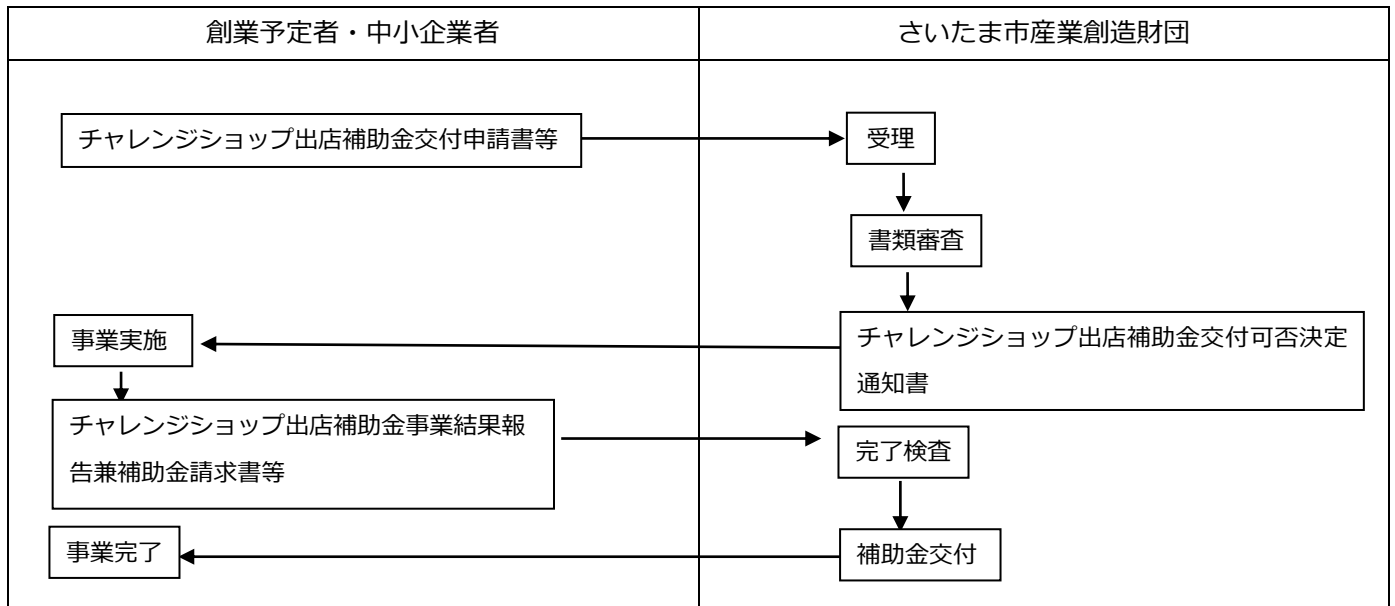 創業予定者・中小企業者
さいたま市産業創造財団
チャレンジショップ出店補助金交付申請書等
受理
書類審査
チャレンジショップ出店補助金交付可否決定
通知書
事業実施
チャレンジショップ出店補助金事業結果報
告兼補助金請求書等
完了検査
補助金交付
事業完了